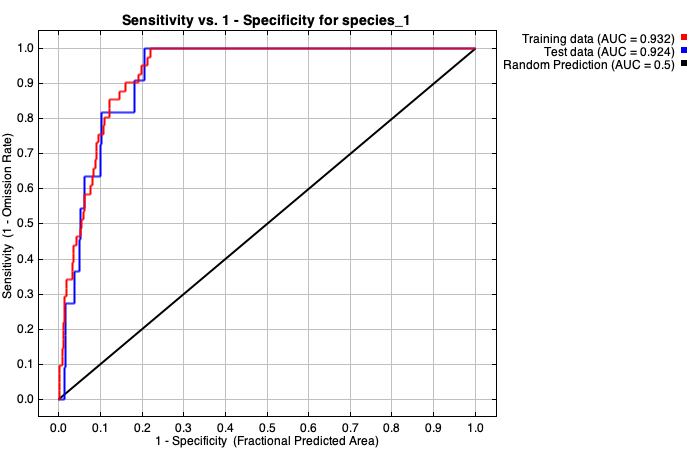 Sensitivity vs. 1 - Specificity for species_1
Training data (AUC = 0.932)
Test data (AUC = 0.924)
Random Prediction (AUC = 0.5)
Sensitivity (1 - Omission Rate)
1.0
0.9
0.8
0.7
0.6
0.5
0.4
0.3
0.2
0.1
0.0
0.0 0.1 0.2 0.3 0.4 0.5 0.6 0.7 0.8 0.9 1.0
1 - Specificity (Fractional Predicted Area)